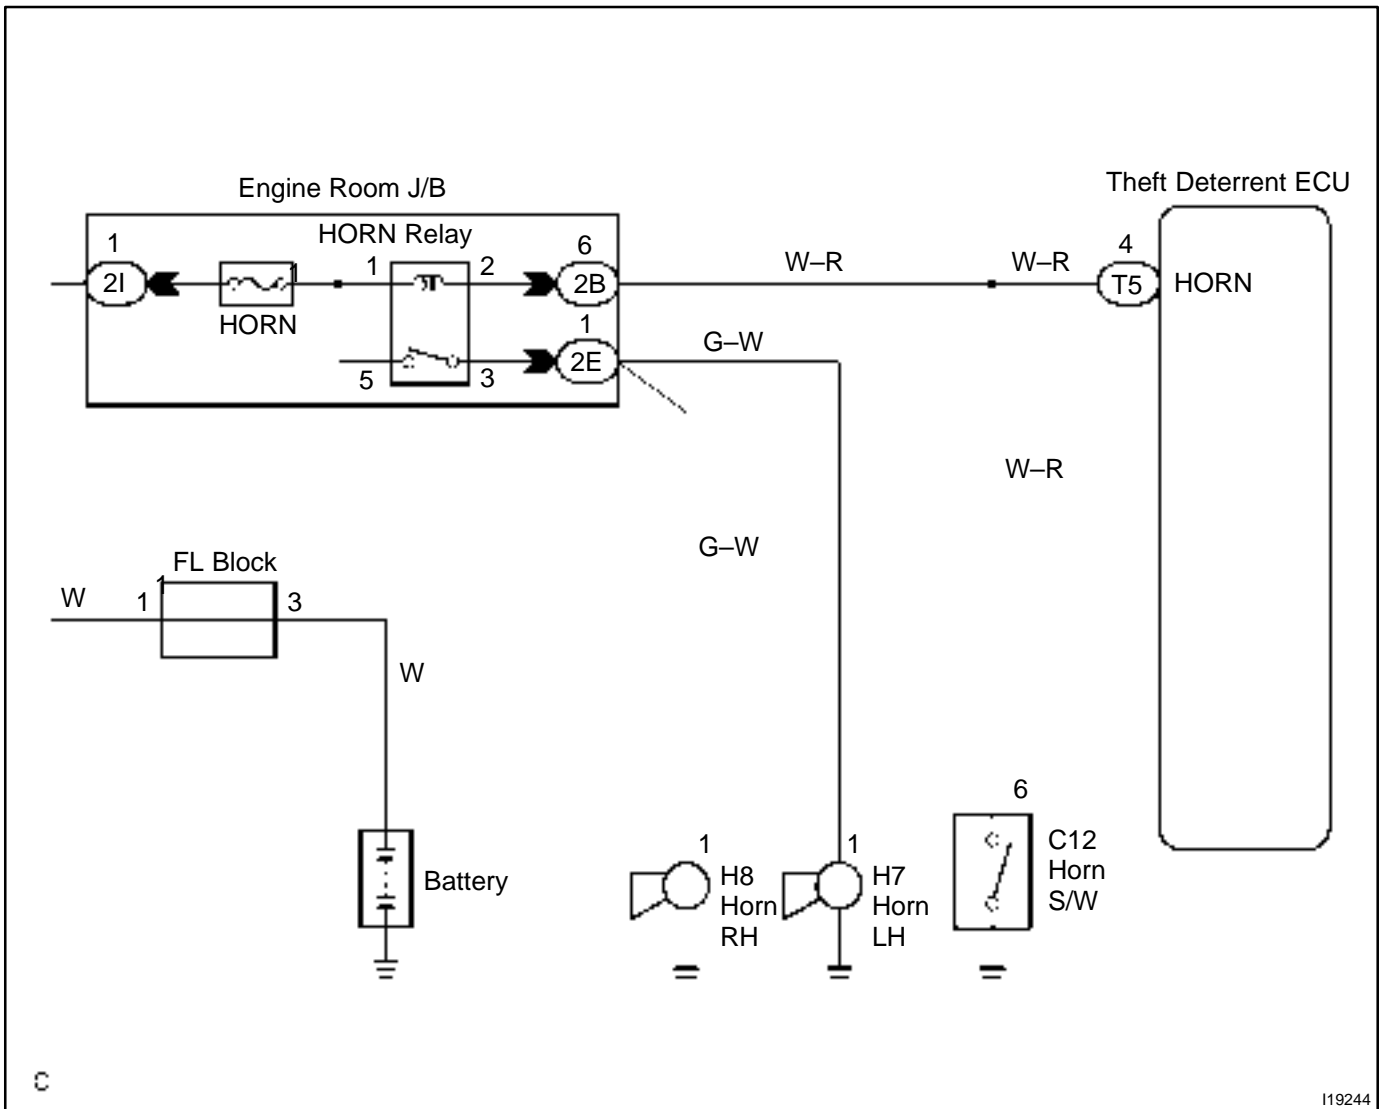 Engine Room J/B
Theft Deterrent ECU
HORN Relay
1
6
4
1
1
2
W–R
W–R
2I
2B
T5
HORN
HORN
1
G–W
2E
5
3
W–R
G–W
FL Block
1
W
1
3
W
6
1
1
C12
Horn
S/W
Battery
H8
Horn
RH
H7
Horn
LH
C
I19244